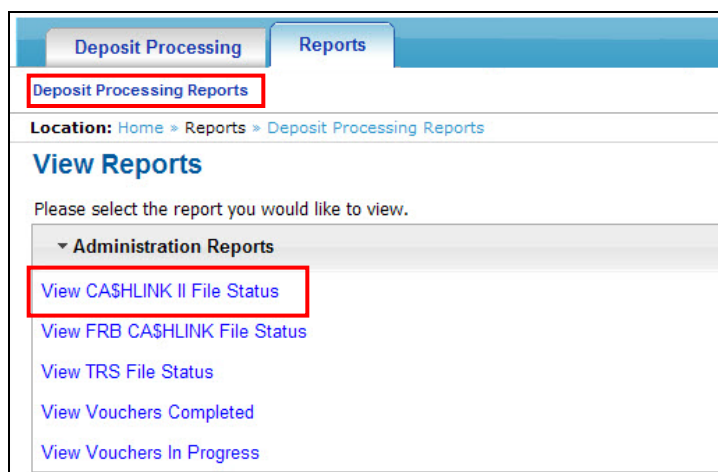 Deposit Processing Reports
Deposit Processing Reports
Location: Home » Reports » Deposit Processing Reports
View Reports
Please select the report you would like to view.
Administration Reports
View CA$HLINK II File Status
View FRB CA$HLINK File Status
View TRS File Status
View Vouchers Completed
View Vouchers In Progress